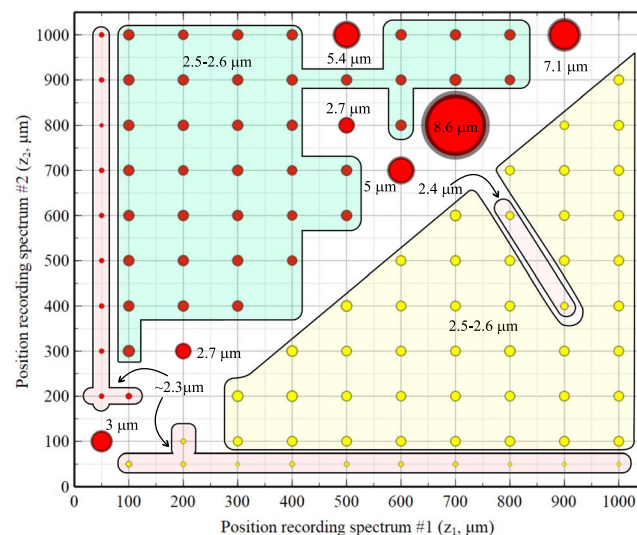 1000
900
800
700
600
500
400
300
200
100
0
Position recording spectrum #2 (z₂, μm)
2.5-2.6 μm
5.4 μm
7.1 μm
2.7 μm
8.6 μm
5 μm
2.4 μm
2.7 μm
2.5-2.6 μm
~2.3μm
3 μm
0 100 200 300 400 500 600 700 800 900 1000
Position recording spectrum #1 (z₁, μm)